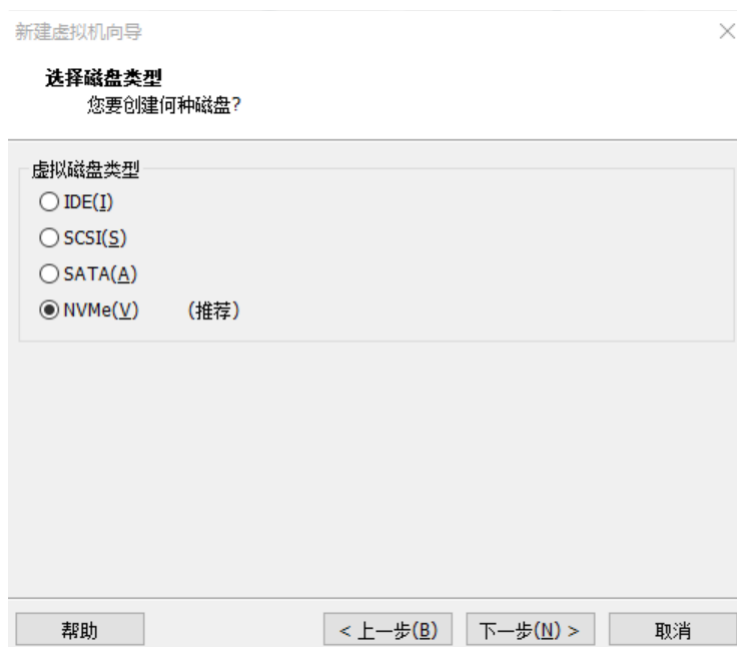 新建虚拟机向导
选择磁盘类型
您要创建何种磁盘?
虚拟磁盘类型
IDE(I)
SCSI(S)
SATA(A)
NVMe(V) (推荐)
帮助 < 上一步(B) 下一步(N) > 取消